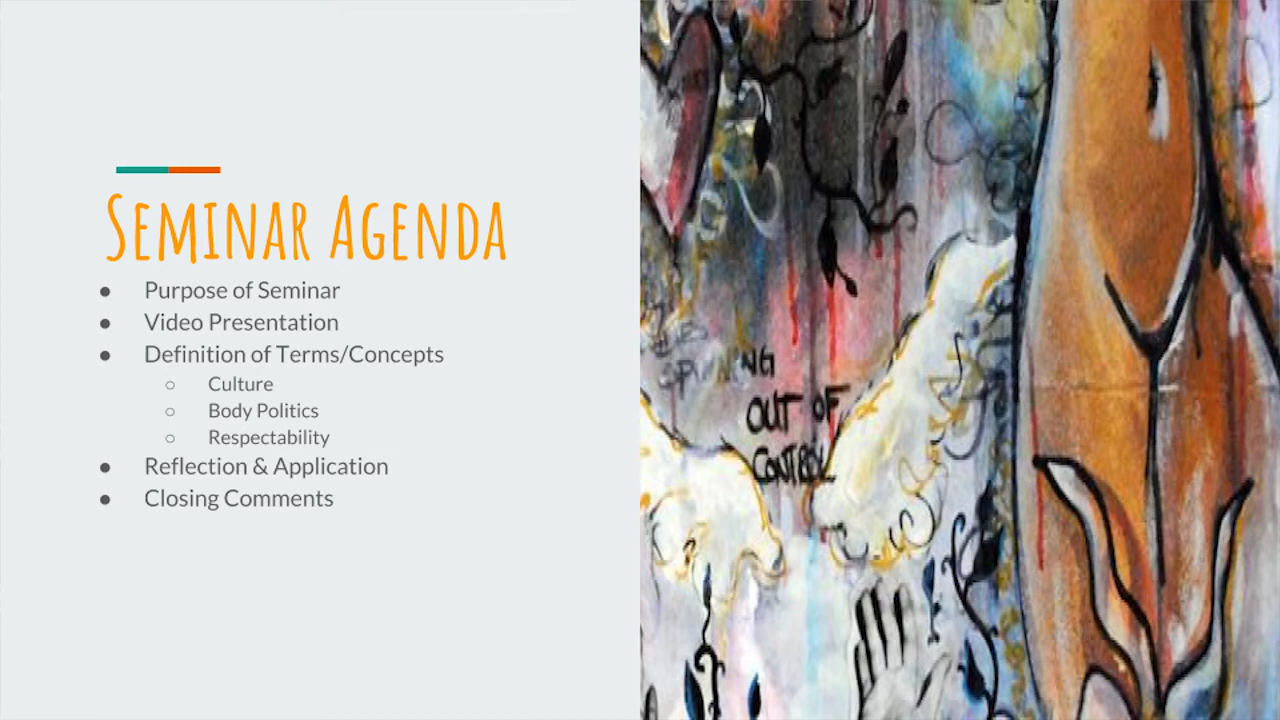 Seminar Agenda
● Purpose of Seminar
● Video Presentation
● Definition of Terms/Concepts
○ Culture
○ Body Politics
○ Respectability
● Reflection & Application
● Closing Comments
OUT OF
CONTROL